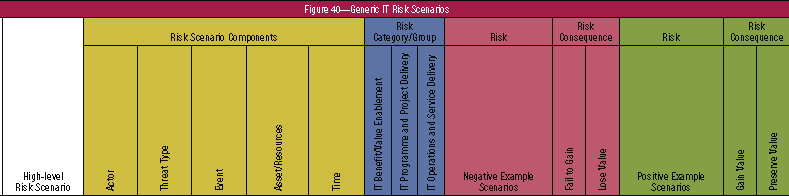 Figure 40—Generic IT Risk Scenarios
Risk Scenario Components
Risk
Category/Group
Risk
Risk
Consequence
Risk
Risk
Consequence
High-level
Risk Scenario
Actor
Threat Type
Event
Asset/Resources
Time
IT Benefit/Value Enablement
IT Programme and Project Delivery
IT Operations and Service Delivery
Negative Example
Scenarios
Fail to Gain
Lose Value
Positive Example
Scenarios
Gain Value
Preserve Value